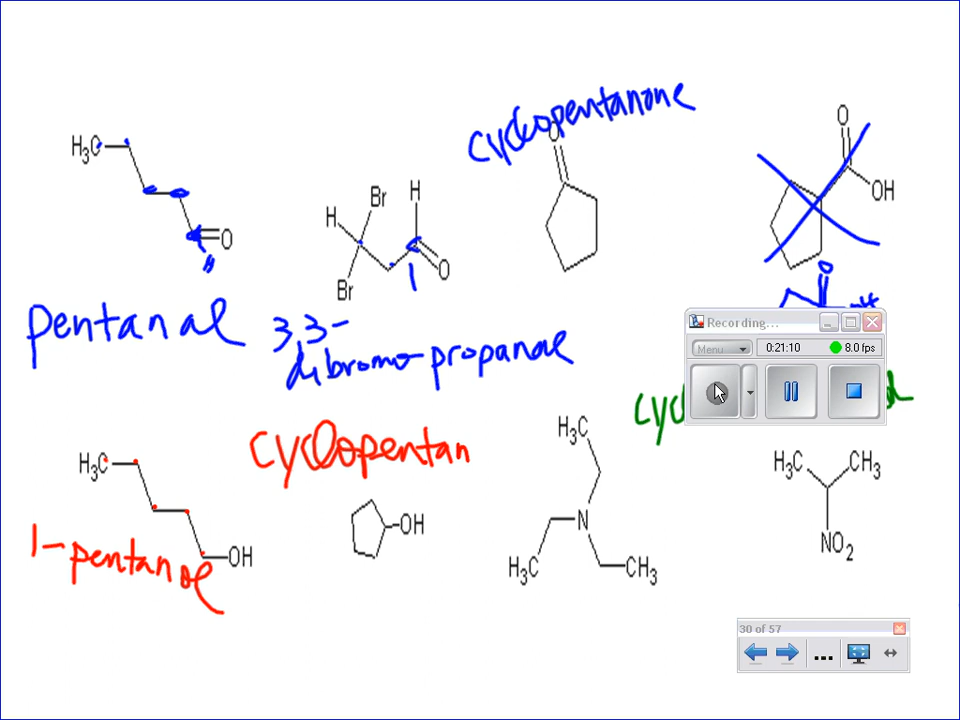 cyclopentanone
O
O
H₃C
OH
H
Br
H
O
Br
O
H
1
O
pentanal
3,3-
dibromo-propanal
Recording...
Menu
0:21:10
8.0 fps
cyclopentan
H₃C
H₃C
H₃C
CH₃
OH
N
OH
NO₂
1-pentanol
H₃C
CH₃
30 of 57
...